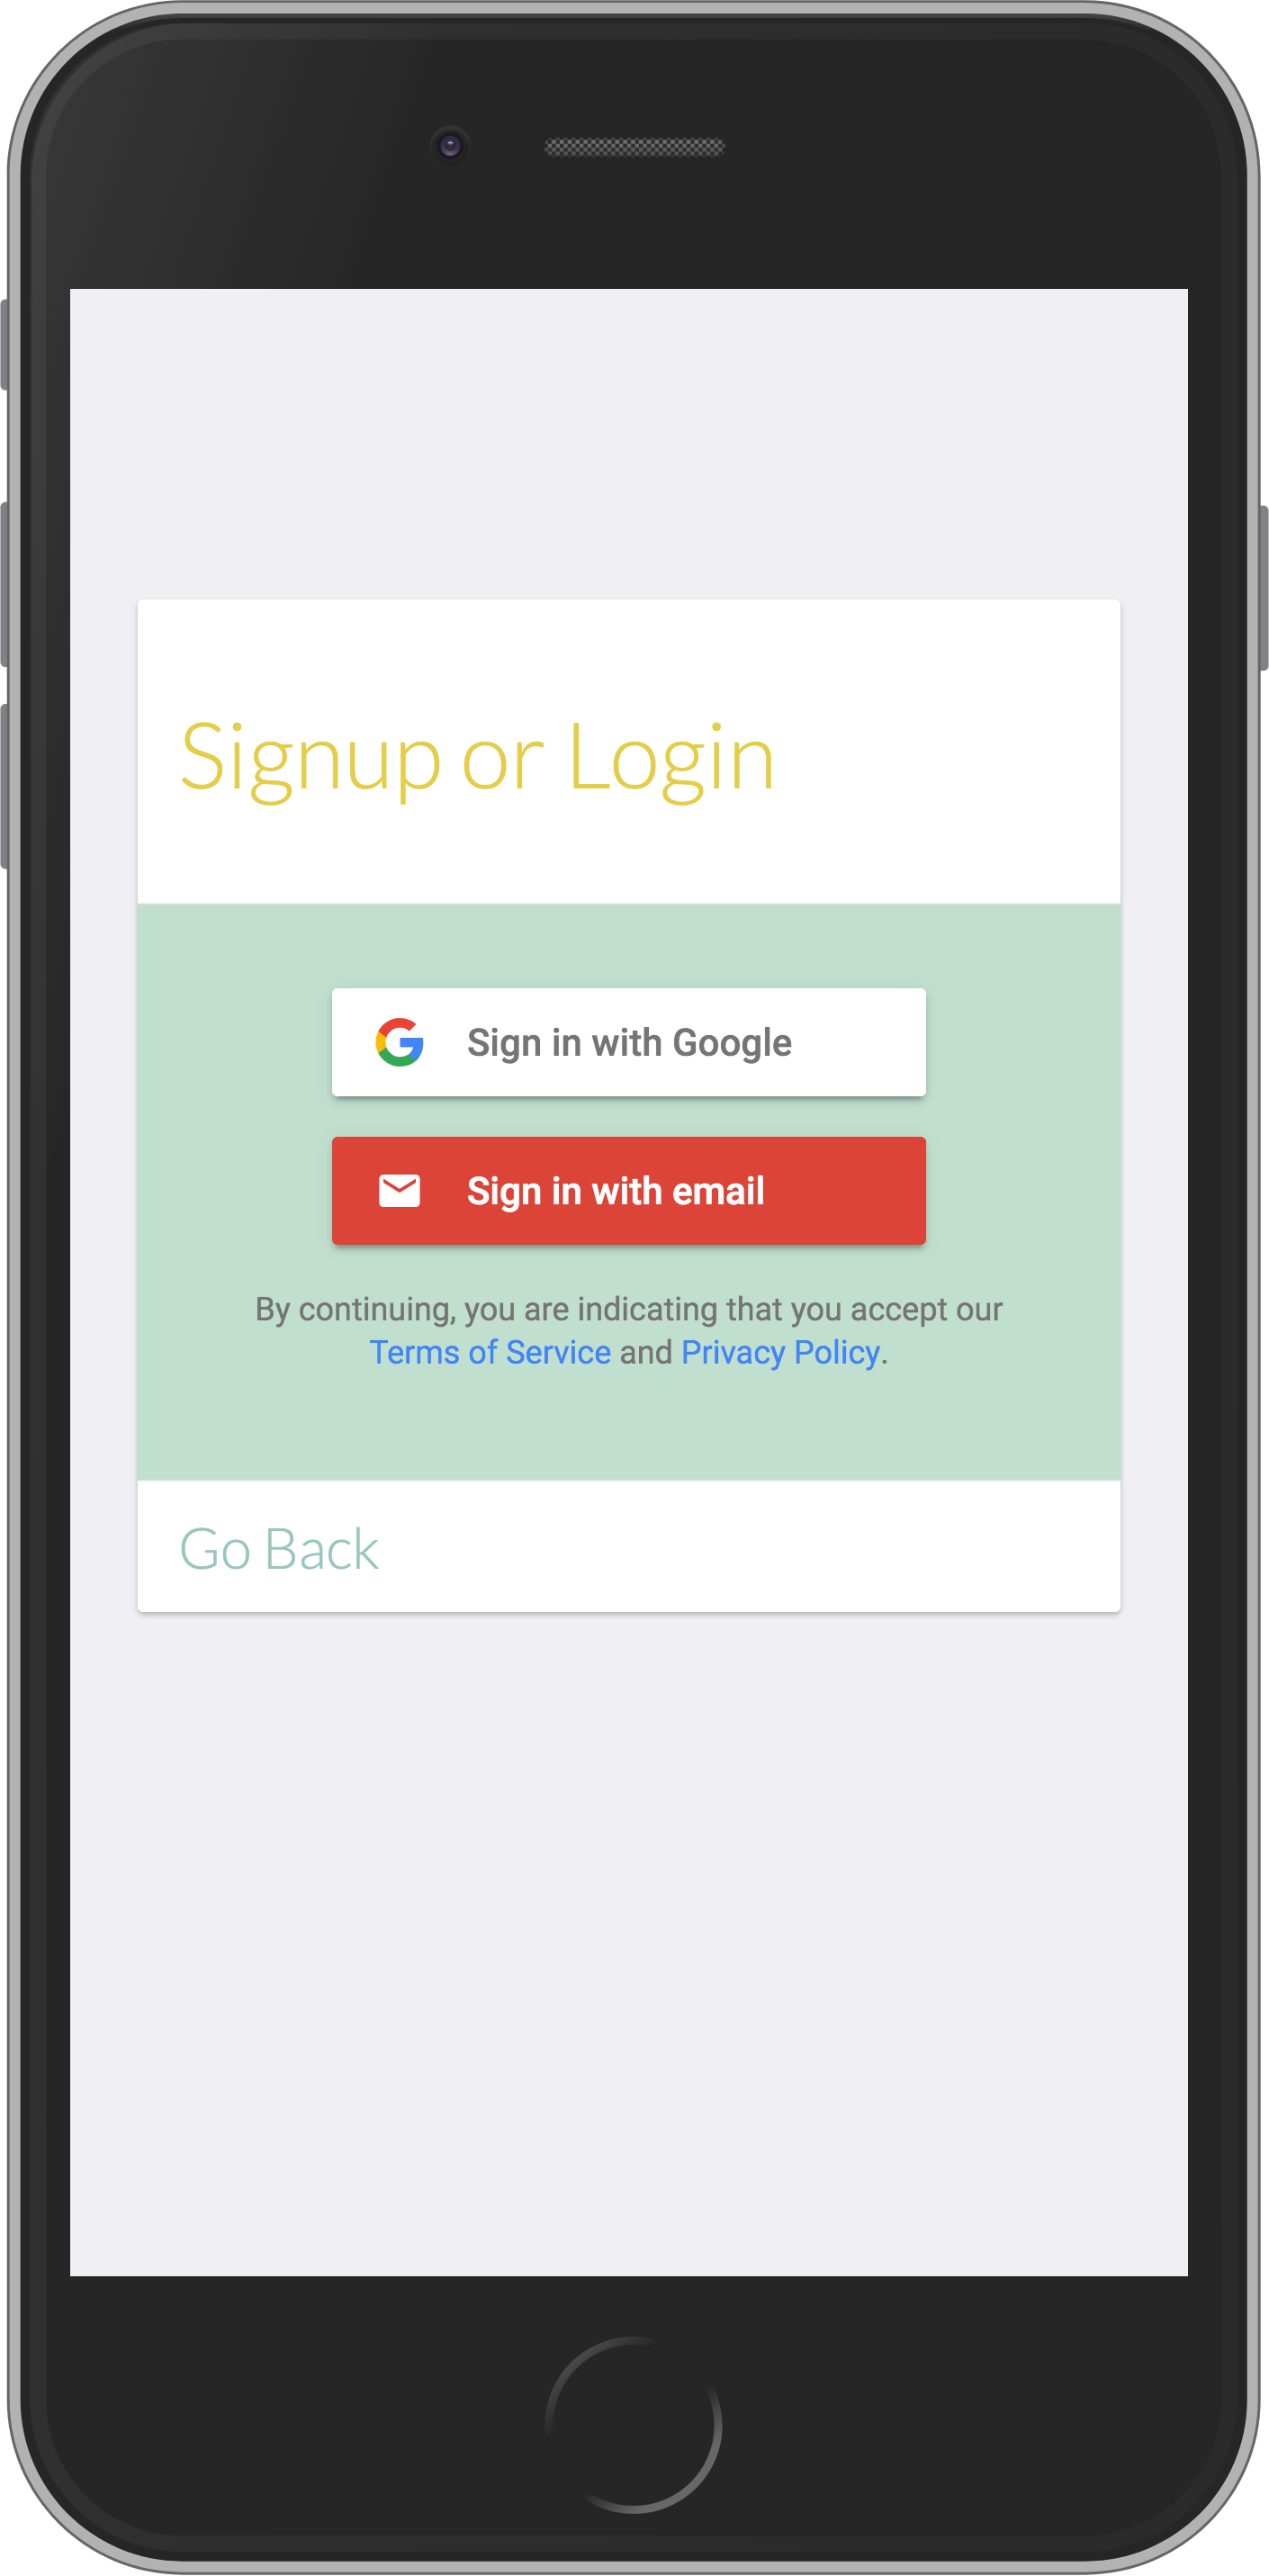 Signup or Login
Sign in with Google
Sign in with email
By continuing, you are indicating that you accept our
Terms of Service and Privacy Policy.
Go Back